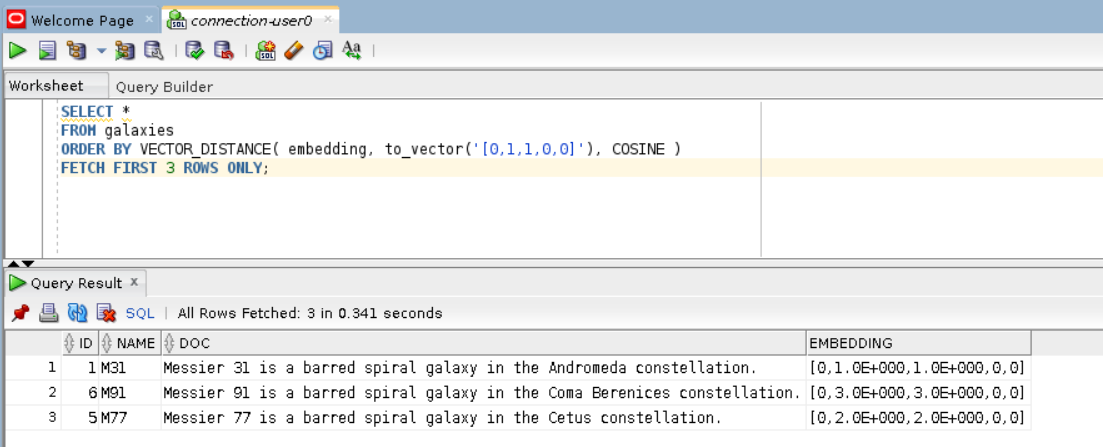 Welcome Page × connection-user0 ×
Worksheet Query Builder
SELECT *
FROM galaxies
ORDER BY VECTOR_DISTANCE( embedding, to_vector('[0,1,1,0,0]'), COSINE )
FETCH FIRST 3 ROWS ONLY;
Query Result ×
SQL | All Rows Fetched: 3 in 0.341 seconds
ID NAME DOC EMBEDDING
1 1 M31 Messier 31 is a barred spiral galaxy in the Andromeda constellation. [0,1.0E+000,1.0E+000,0,0]
2 6 M91 Messier 91 is a barred spiral galaxy in the Coma Berenices constellation. [0,3.0E+000,3.0E+000,0,0]
3 5 M77 Messier 77 is a barred spiral galaxy in the Cetus constellation. [0,2.0E+000,2.0E+000,0,0]